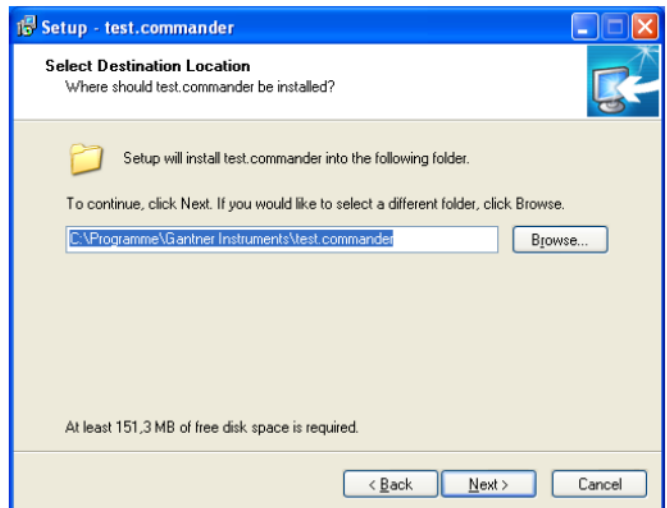 Setup - test.commander
Select Destination Location
Where should test.commander be installed?
Setup will install test.commander into the following folder.
To continue, click Next. If you would like to select a different folder, click Browse.
C:\Programme\Gantner Instruments\test.commander
Browse...
At least 151,3 MB of free disk space is required.
< Back
Next >
Cancel